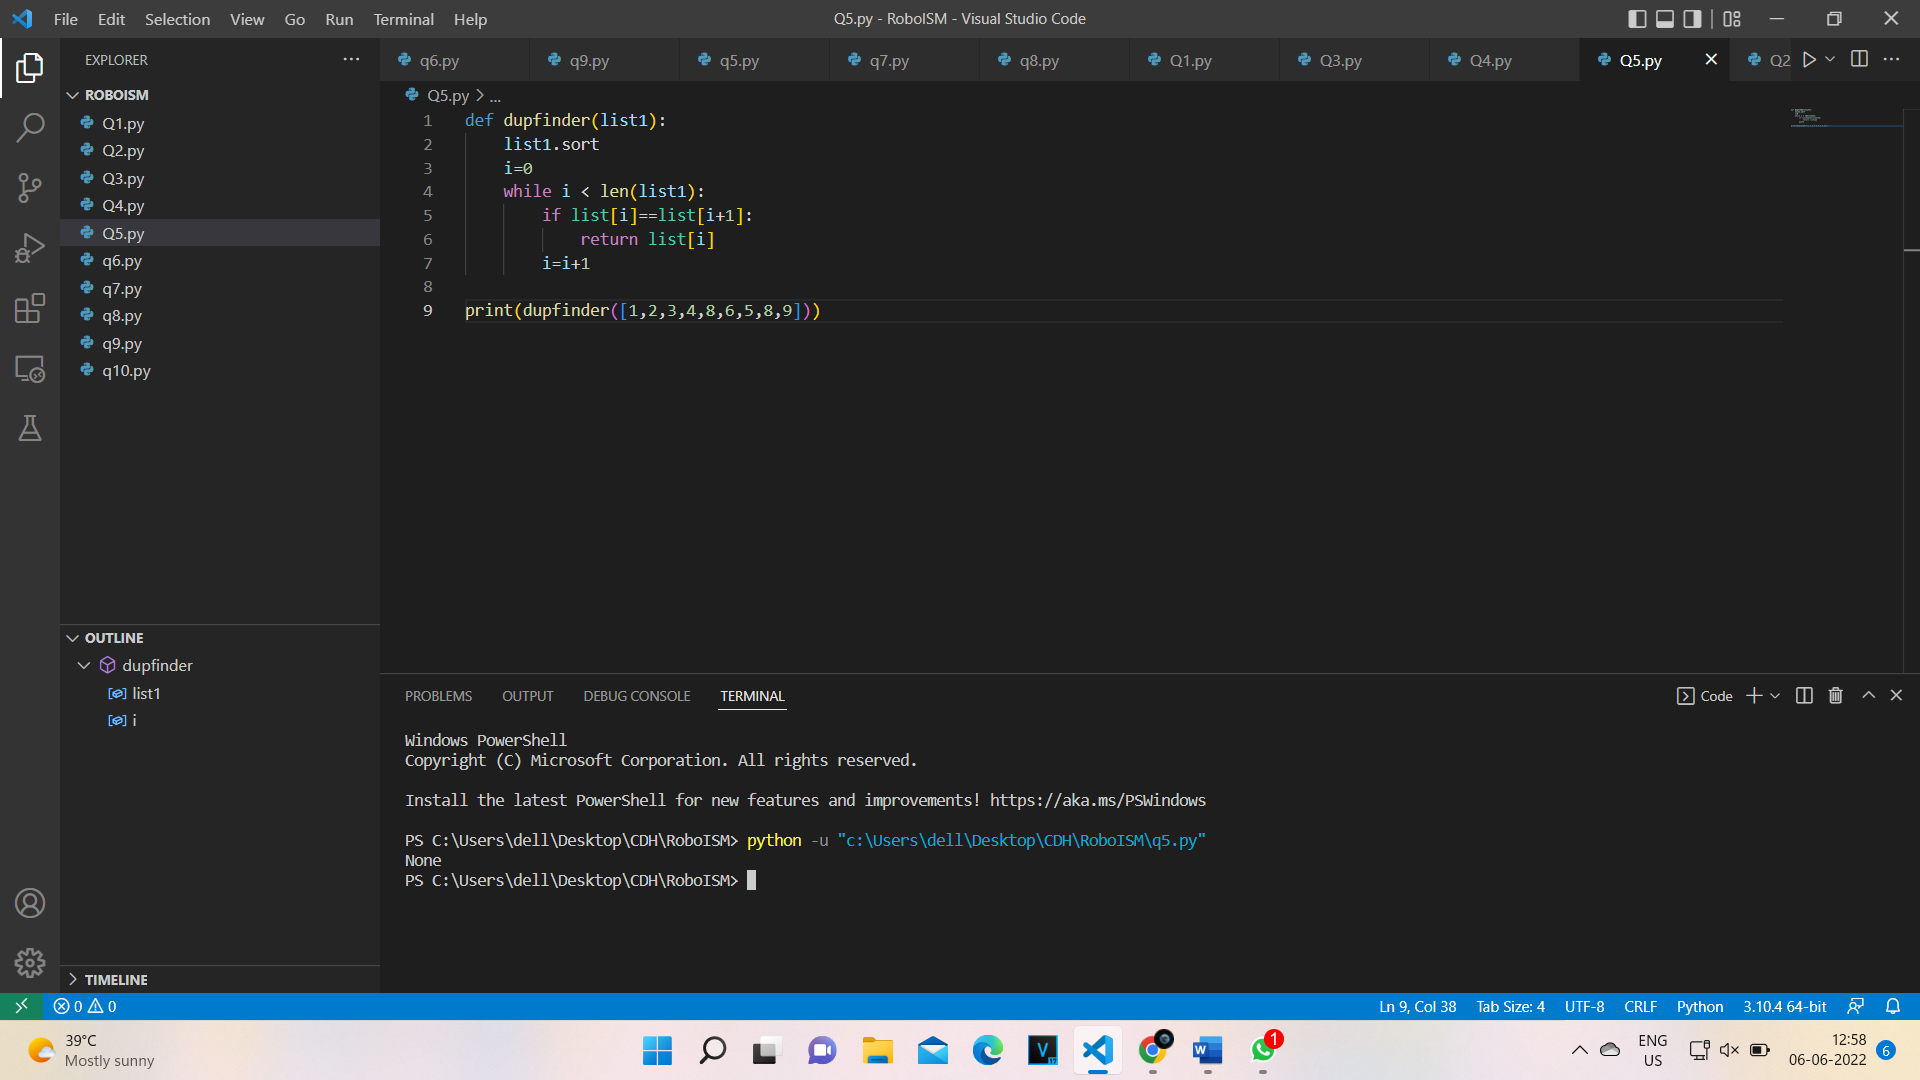 File Edit Selection View Go Run Terminal Help
Q5.py - RoboISM - Visual Studio Code
EXPLORER
ROBOISM
Q1.py
Q2.py
Q3.py
Q4.py
Q5.py
q6.py
q7.py
q8.py
q9.py
q10.py
OUTLINE
dupfinder
list1
i
TIMELINE
q6.py q9.py q5.py q7.py q8.py Q1.py Q3.py Q4.py Q5.py Q2
Q5.py > ...
1 def dupfinder(list1):
2     list1.sort
3     i=0
4     while i < len(list1):
5         if list[i]==list[i+1]:
6             return list[i]
7         i=i+1
8
9 print(dupfinder([1,2,3,4,8,6,5,8,9]))
PROBLEMS OUTPUT DEBUG CONSOLE TERMINAL
Code
Windows PowerShell
Copyright (C) Microsoft Corporation. All rights reserved.
Install the latest PowerShell for new features and improvements! https://aka.ms/PSWindows
PS C:\Users\dell\Desktop\CDH\RoboISM> python -u "c:\Users\dell\Desktop\CDH\RoboISM\q5.py"
None
PS C:\Users\dell\Desktop\CDH\RoboISM>
0 0
Ln 9, Col 38 Tab Size: 4 UTF-8 CRLF Python 3.10.4 64-bit
39°C
Mostly sunny
V
W
1
ENG
US
12:58
06-06-2022
6